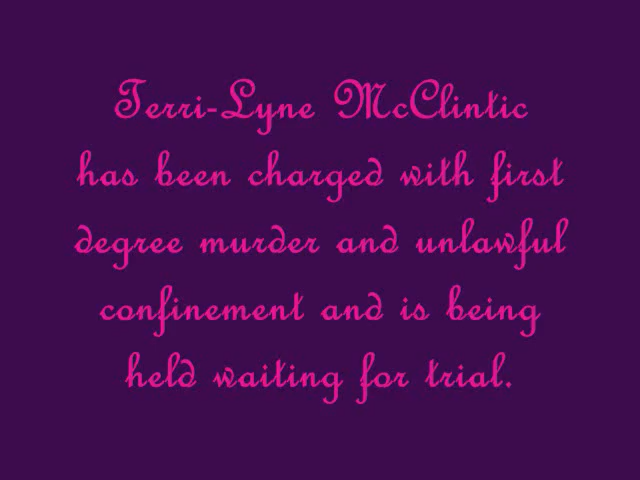 Terri-Lyne McClintic
has been charged with first
degree murder and unlawful
confinement and is being
held waiting for trial.